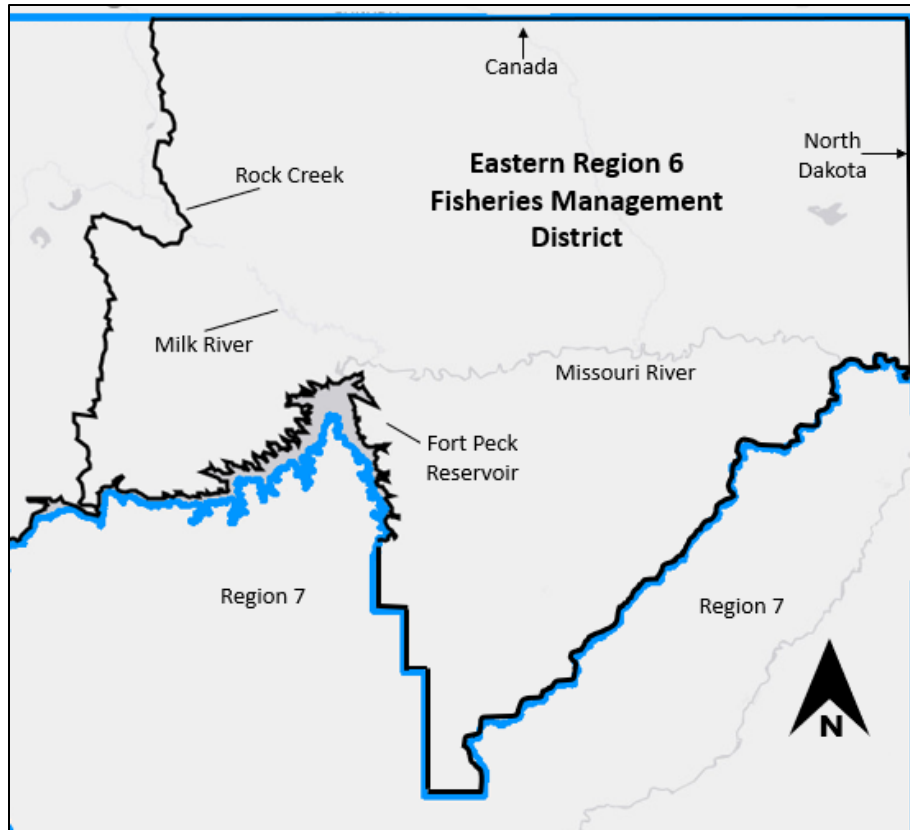 Canada
North
Dakota
Eastern Region 6
Fisheries Management
District
Rock Creek
Milk River
Missouri River
Fort Peck
Reservoir
Region 7
Region 7
N